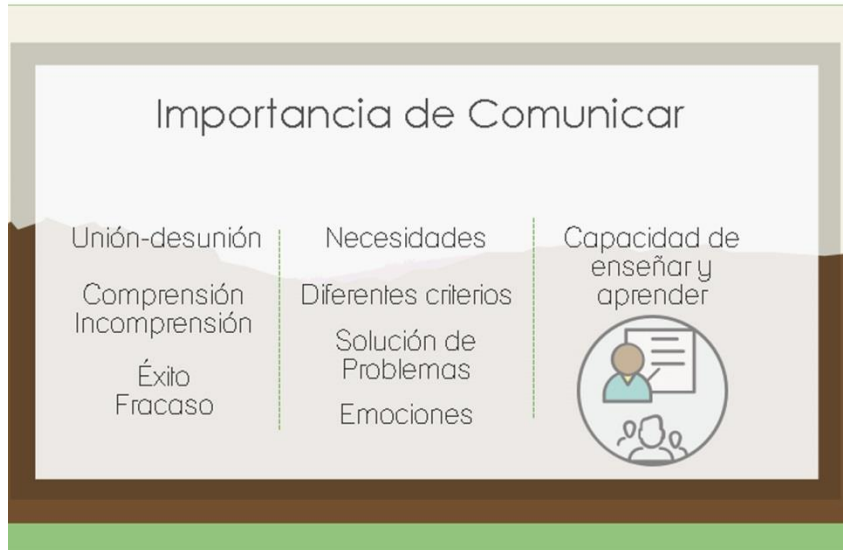 Importancia de Comunicar
Unión-desunión
Comprensión
Incomprensión
Éxito
Fracaso
Necesidades
Diferentes criterios
Solución de
Problemas
Emociones
Capacidad de
enseñar y
aprender